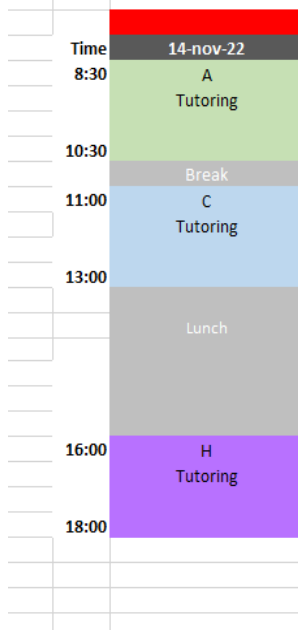 Time 14-nov-22
8:30 A
Tutoring
10:30
Break
11:00 C
Tutoring
13:00
Lunch
16:00 H
Tutoring
18:00